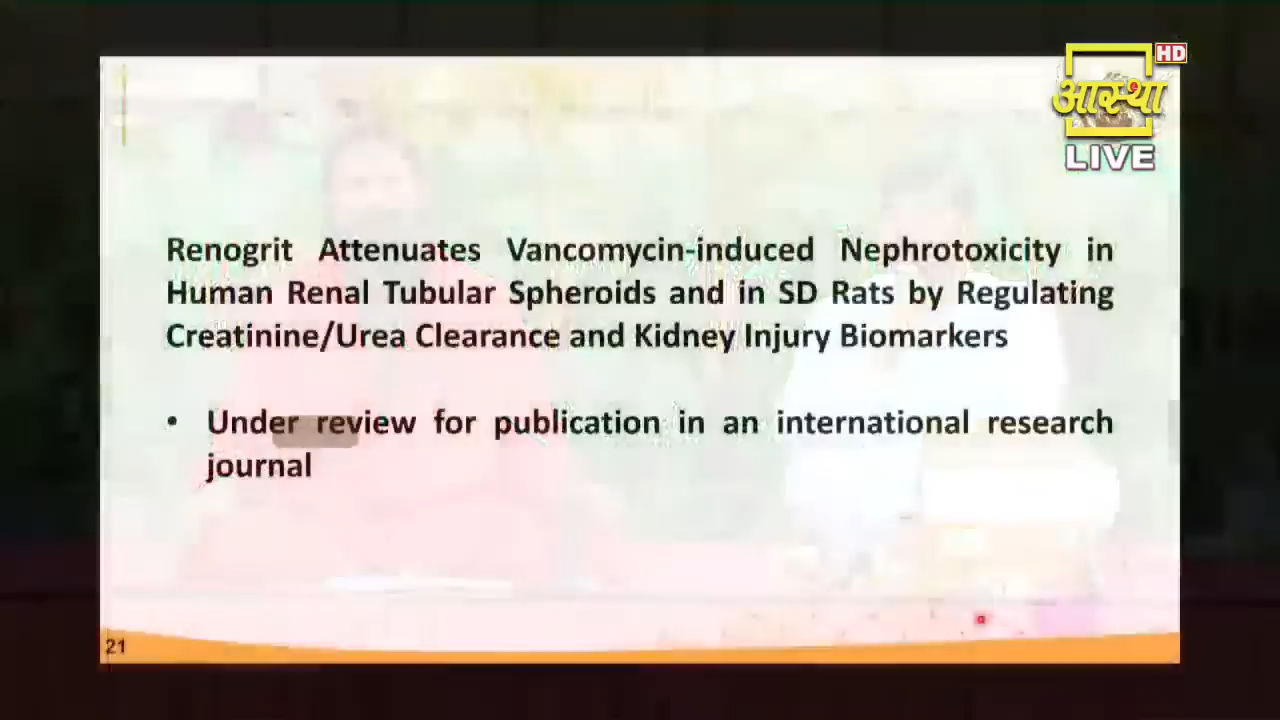 HD
आस्था
LIVE
Renogrit Attenuates Vancomycin-induced Nephrotoxicity in
Human Renal Tubular Spheroids and in SD Rats by Regulating
Creatinine/Urea Clearance and Kidney Injury Biomarkers
• Under review for publication in an international research
journal
21